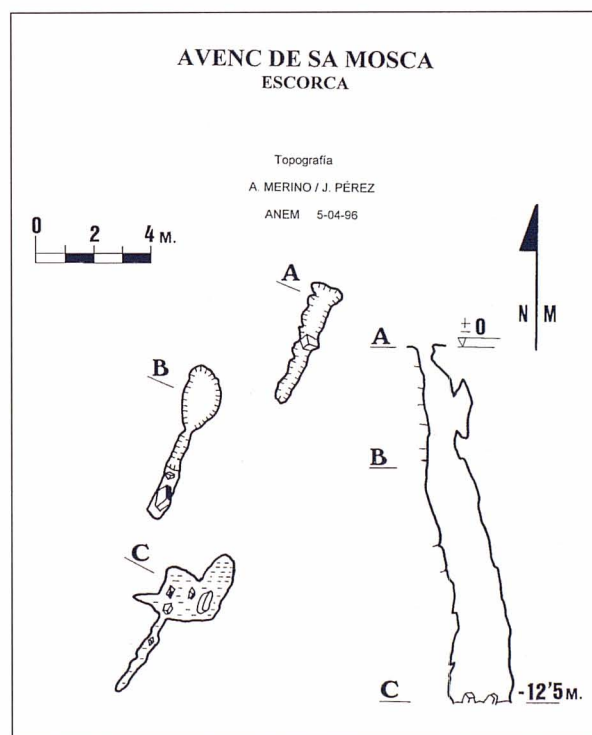 AVENC DE SA MOSCA
ESCORCA
Topografía
A. MERINO / J. PÉREZ
ANEM 5-04-96
0 2 4 M.
A
N M
A
±0
B
B
C
C
-12'5 M.